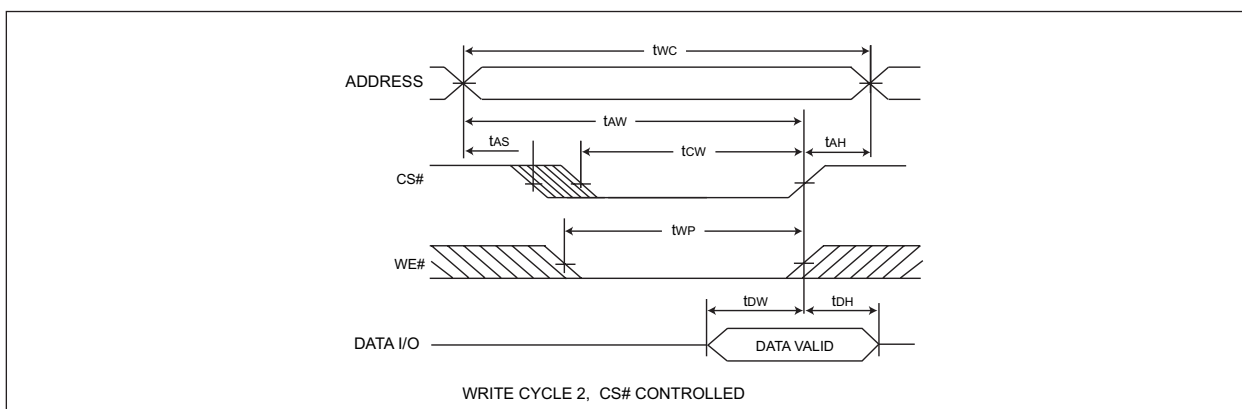 tWC
ADDRESS
tAW
tAS
tCW
tAH
CS#
tWP
WE#
tDW
tDH
DATA I/O
DATA VALID
WRITE CYCLE 2, CS# CONTROLLED